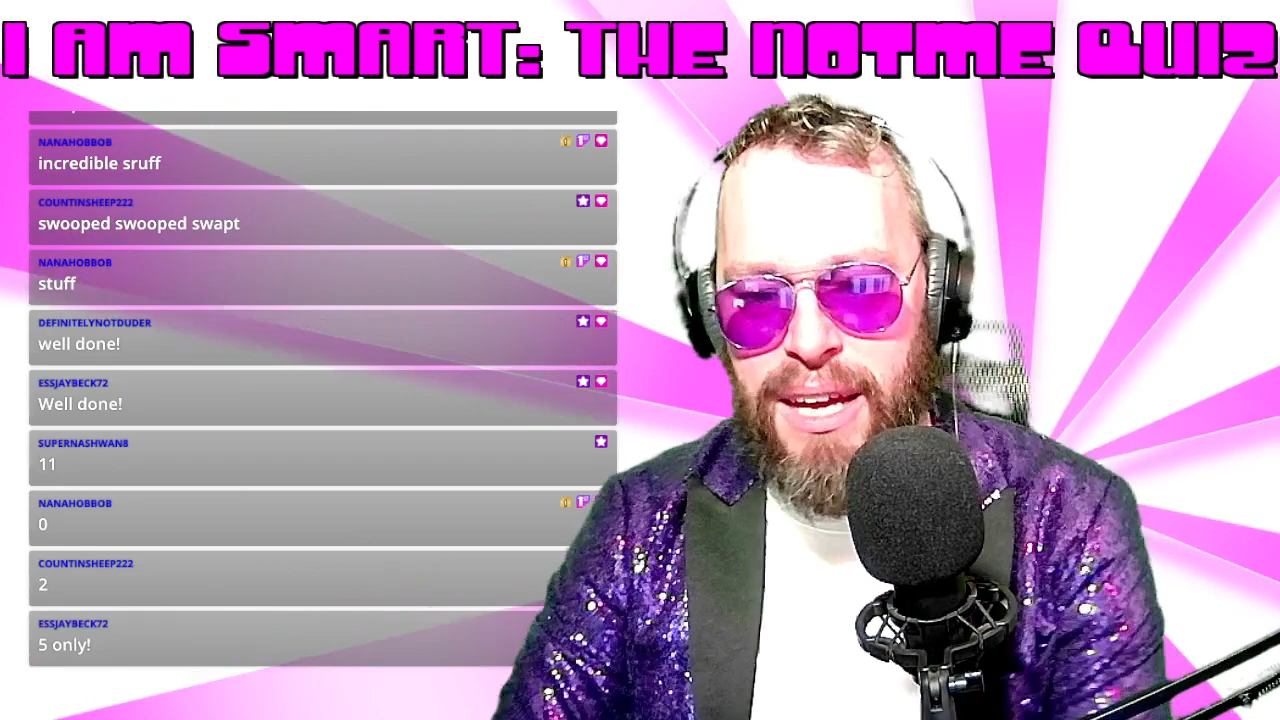 I AM SMART: THE NOTME QUIZ
NANAHOBBOB
incredible sruff
COUNTINSHEEP222
swooped swooped swapt
NANAHOBBOB
stuff
DEFINITELYNOTDUDER
well done!
ESSJAYBECK72
Well done!
SUPERNASHWAN8
11
NANAHOBBOB
0
COUNTINSHEEP222
2
ESSJAYBECK72
5 only!